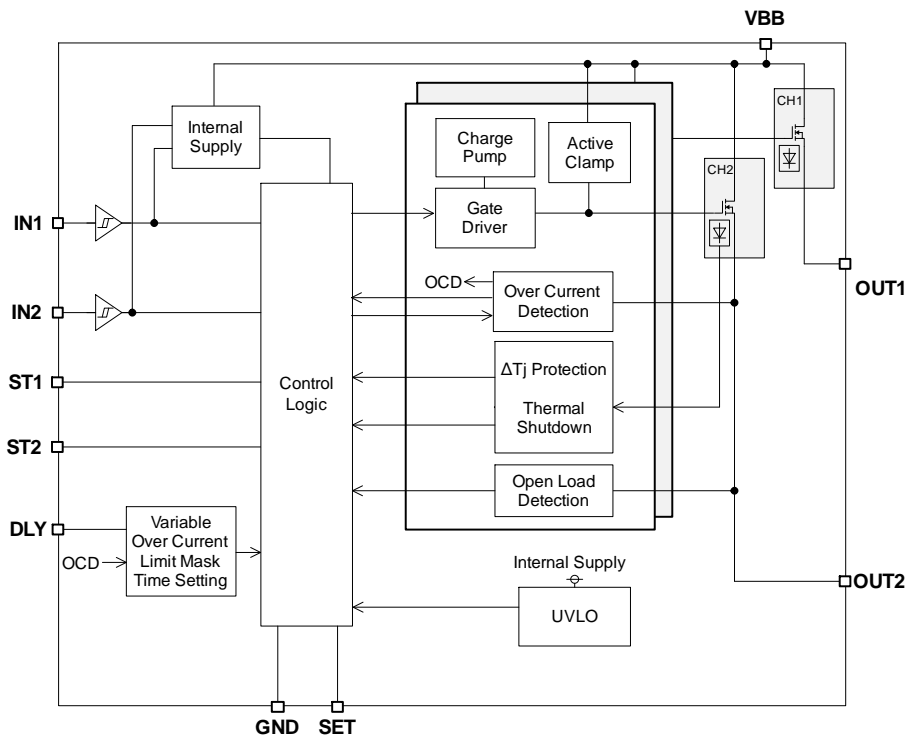 VBB
CH1
Internal
Supply
Charge
Pump
Active
Clamp
CH2
IN1
Gate
Driver
OUT1
OCD
Over Current
Detection
IN2
ΔTj Protection
Thermal
Shutdown
ST1
Control
Logic
ST2
Open Load
Detection
DLY
Variable
Over Current
Limit Mask
Time Setting
OCD
Internal Supply
UVLO
OUT2
GND
SET